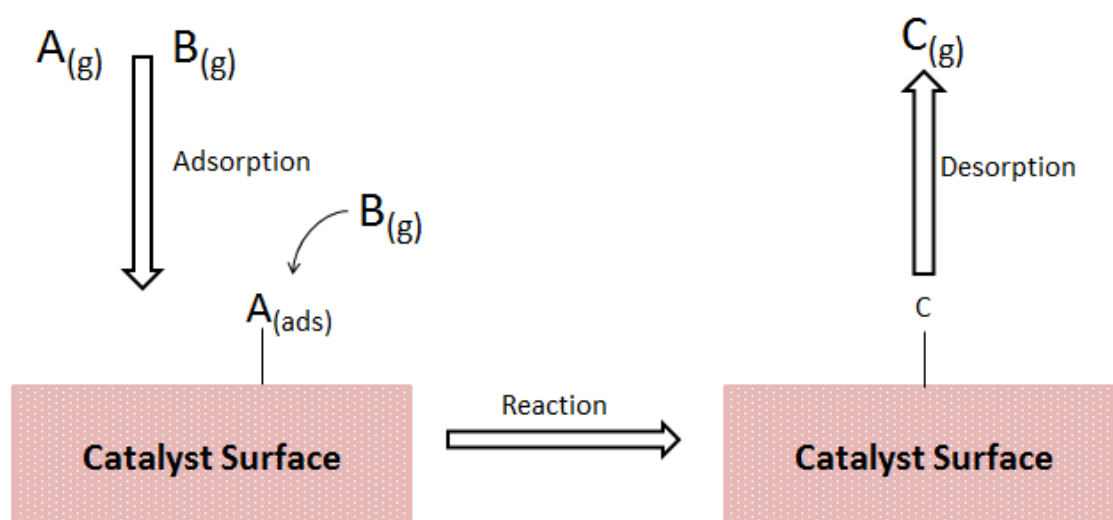 A(g) B(g)
Adsorption
B(g)
A(ads)
Catalyst Surface
Reaction
C(g)
Desorption
C
Catalyst Surface